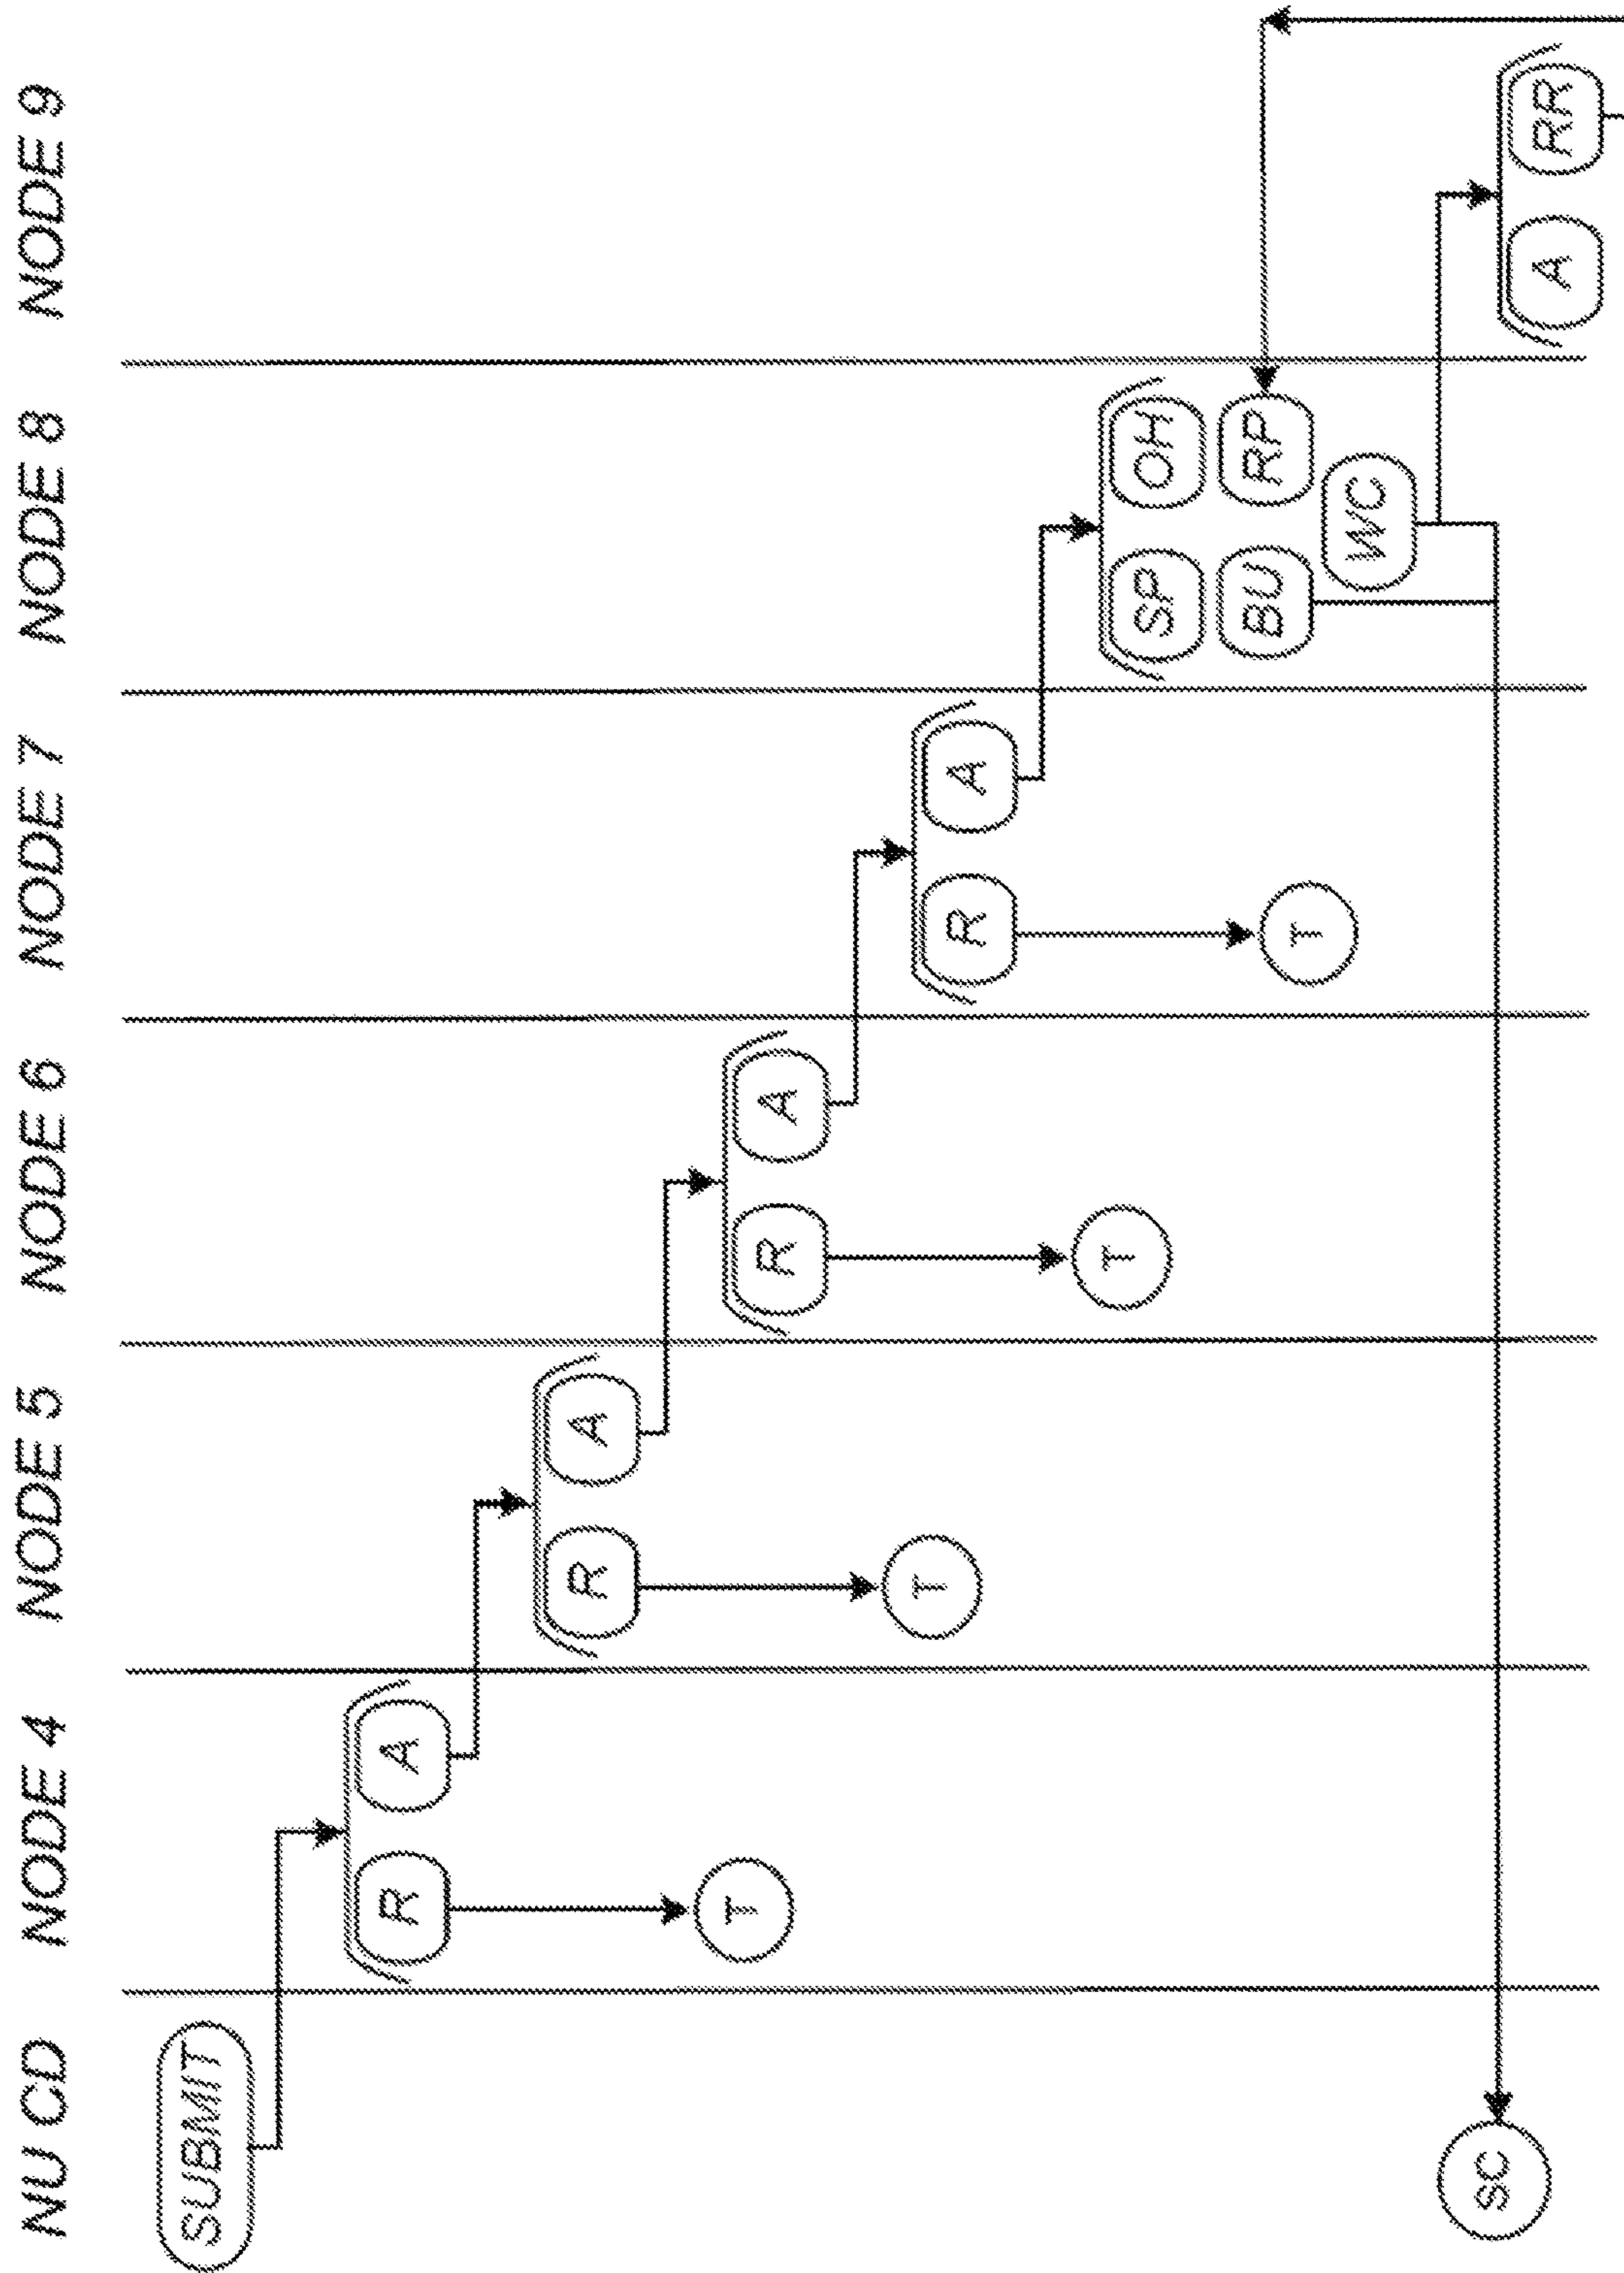 NU CD NODE 4 NODE 5 NODE 6 NODE 7 NODE 8 NODE 9
SUBMIT
R A
R A
T
R A
T
R A
T
SP OH
BU RP
T
WC
SC
A RR